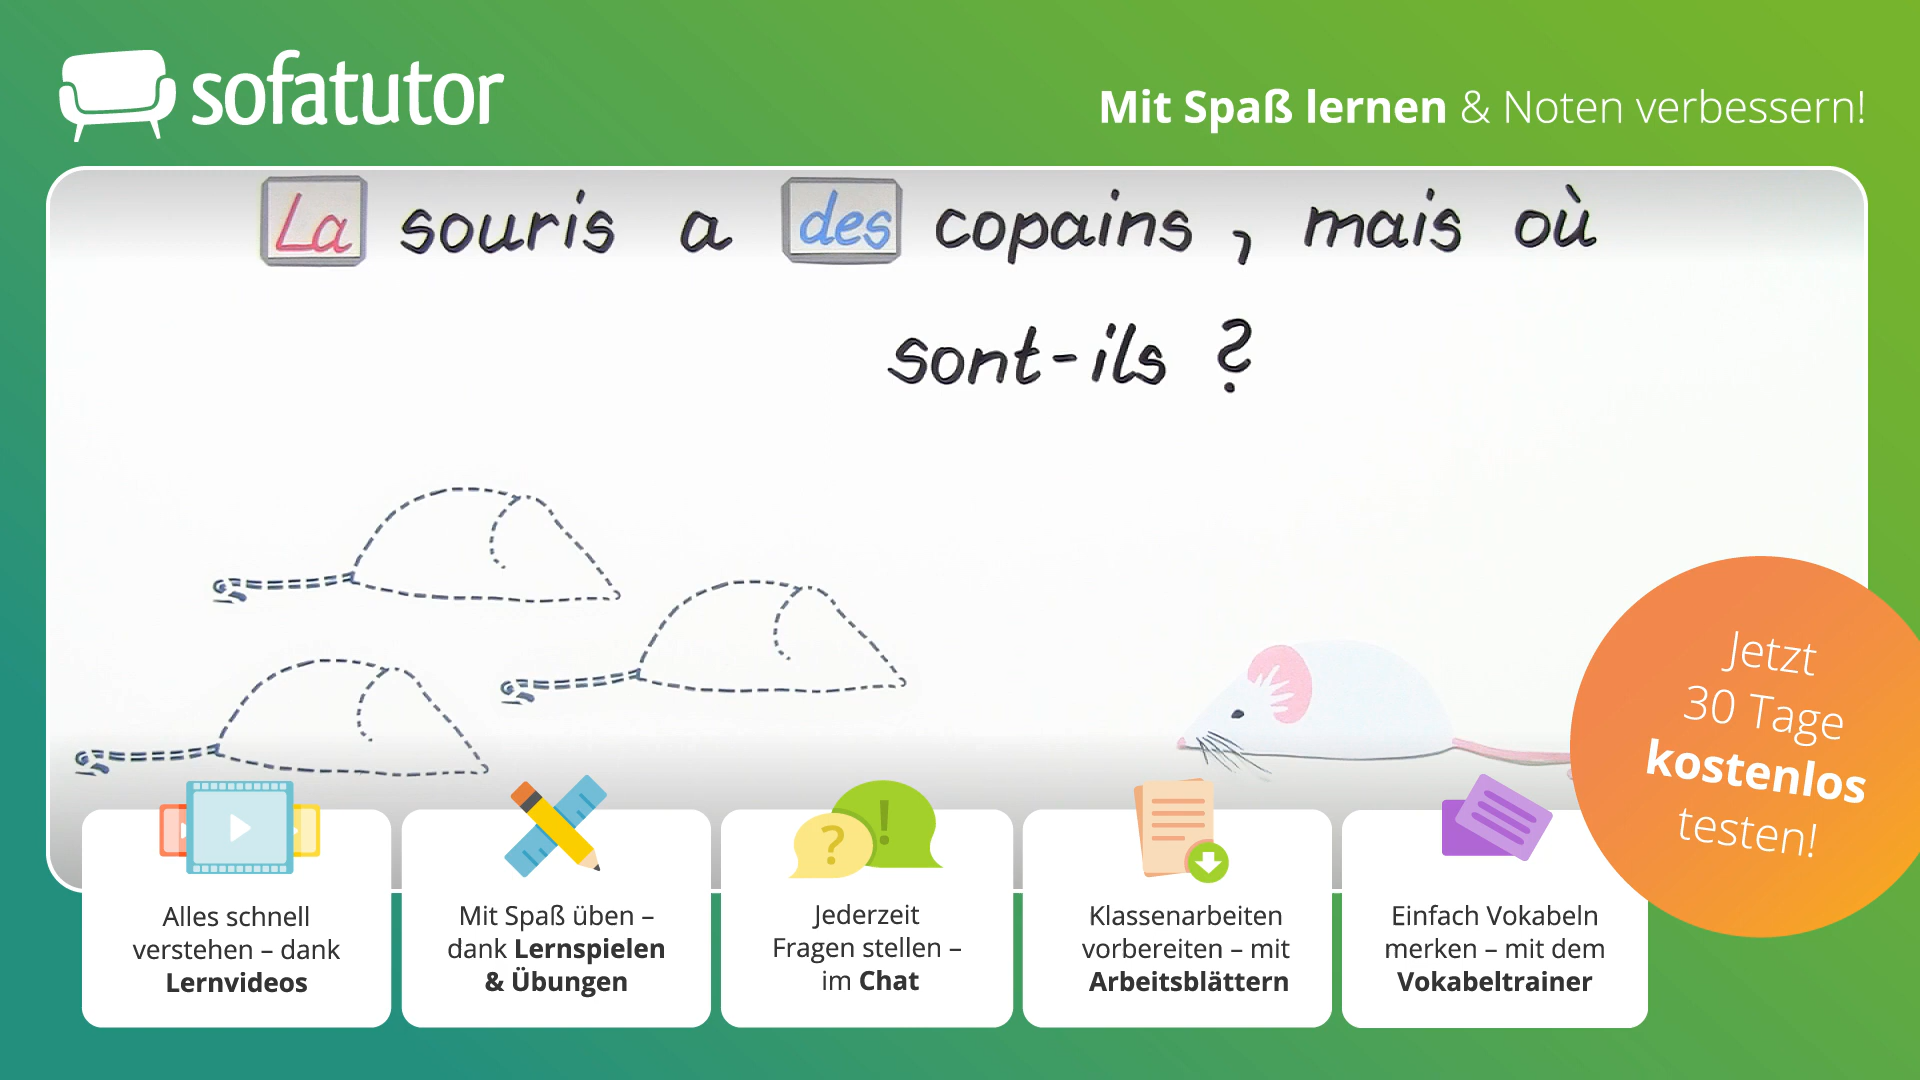 sofatutor
Mit Spaß lernen & Noten verbessern!
La souris a des copains, mais où
sont-ils ?
Jetzt
30 Tage
kostenlos
testen!
? !
Alles schnell
verstehen – dank
Lernvideos
Mit Spaß üben –
dank Lernspielen
& Übungen
Jederzeit
Fragen stellen –
im Chat
Klassenarbeiten
vorbereiten – mit
Arbeitsblättern
Einfach Vokabeln
merken – mit dem
Vokabeltrainer